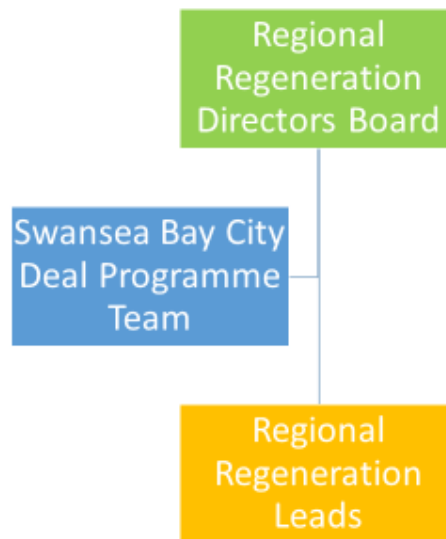 Regional
Regeneration
Directors Board
Swansea Bay City
Deal Programme
Team
Regional
Regeneration
Leads